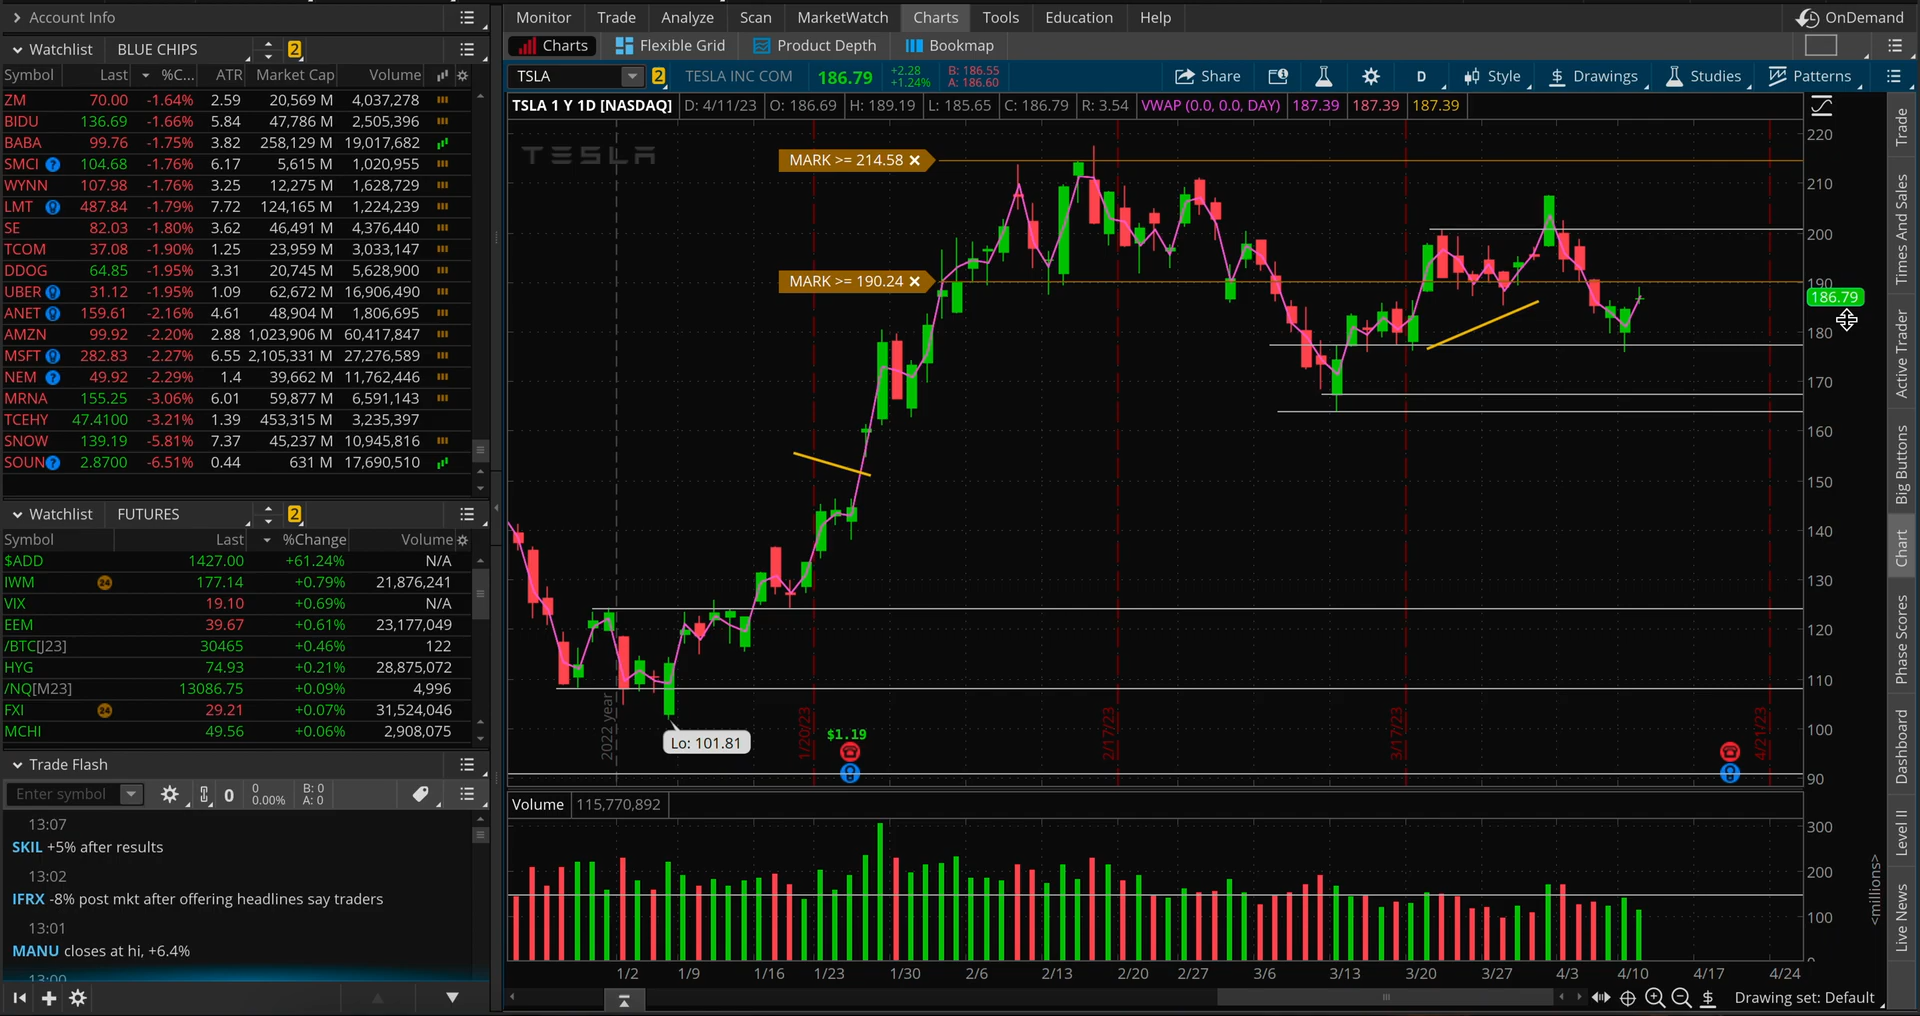 Account Info
Monitor Trade Analyze Scan MarketWatch Charts Tools Education Help OnDemand
Watchlist BLUE CHIPS 2
Charts Flexible Grid Product Depth Bookmap
Symbol Last %C... ATR Market Cap Volume
ZM 70.00 -1.64% 2.59 20,569 M 4,037,278
BIDU 136.69 -1.66% 5.84 47,786 M 2,505,396
BABA 99.76 -1.75% 3.82 258,129 M 19,017,682
SMCI ? 104.68 -1.76% 6.17 5,615 M 1,020,955
WYNN 107.98 -1.76% 3.25 12,275 M 1,628,729
LMT 487.84 -1.79% 7.72 124,165 M 1,224,239
SE 82.03 -1.80% 3.62 46,491 M 4,376,440
TCOM 37.08 -1.90% 1.25 23,959 M 3,033,147
DDOG 64.85 -1.95% 3.31 20,745 M 5,628,900
UBER 31.12 -1.95% 1.09 62,672 M 16,906,490
ANET 159.61 -2.16% 4.61 48,904 M 1,806,695
AMZN 99.92 -2.20% 2.88 1,023,906 M 60,417,847
MSFT 282.83 -2.27% 6.55 2,105,331 M 27,276,589
NEM ? 49.92 -2.29% 1.4 39,662 M 11,762,446
MRNA 155.25 -3.06% 6.01 59,877 M 6,591,143
TCEHY 47.4100 -3.21% 1.39 453,315 M 3,235,397
SNOW 139.19 -5.81% 7.37 45,237 M 10,945,816
SOUN ? 2.8700 -6.51% 0.44 631 M 17,690,510
Watchlist FUTURES 2
Symbol Last %Change Volume
$ADD 1427.00 +61.24% N/A
IWM 24 177.14 +0.79% 21,876,241
VIX 19.10 +0.69% N/A
EEM 39.67 +0.61% 23,177,049
/BTC[J23] 30465 +0.46% 122
HYG 74.93 +0.21% 28,875,072
/NQ[M23] 13086.75 +0.09% 4,996
FXI 24 29.21 +0.07% 31,524,046
MCHI 49.56 +0.06% 2,908,075
Trade Flash
Enter symbol 0 0 0.00% B: 0 A: 0
13:07
SKIL +5% after results
13:02
IFRX -8% post mkt after offering headlines say traders
13:01
MANU closes at hi, +6.4%
13:00
TSLA 2 TESLA INC COM 186.79 +2.28 +1.24% B: 186.55 A: 186.60 Share D Style Drawings Studies Patterns
TSLA 1 Y 1D [NASDAQ] D: 4/11/23 O: 186.69 H: 189.19 L: 185.65 C: 186.79 R: 3.54 VWAP (0.0, 0.0, DAY) 187.39 187.39 187.39
TESLA
MARK >= 214.58
MARK >= 190.24
220
210
200
190
186.79
180
170
160
150
140
130
120
110
100
90
2022 year
1/20/23
2/17/23
3/17/23
4/21/23
Lo: 101.81
$1.19
Volume 115,770,892
300
200
100
0
<millions>
1/2 1/9 1/16 1/23 1/30 2/6 2/13 2/20 2/27 3/6 3/13 3/20 3/27 4/3 4/10 4/17 4/24
Drawing set: Default
Trade
Times And Sales
Active Trader
Big Buttons
Chart
Phase Scores
Dashboard
Level II
Live News